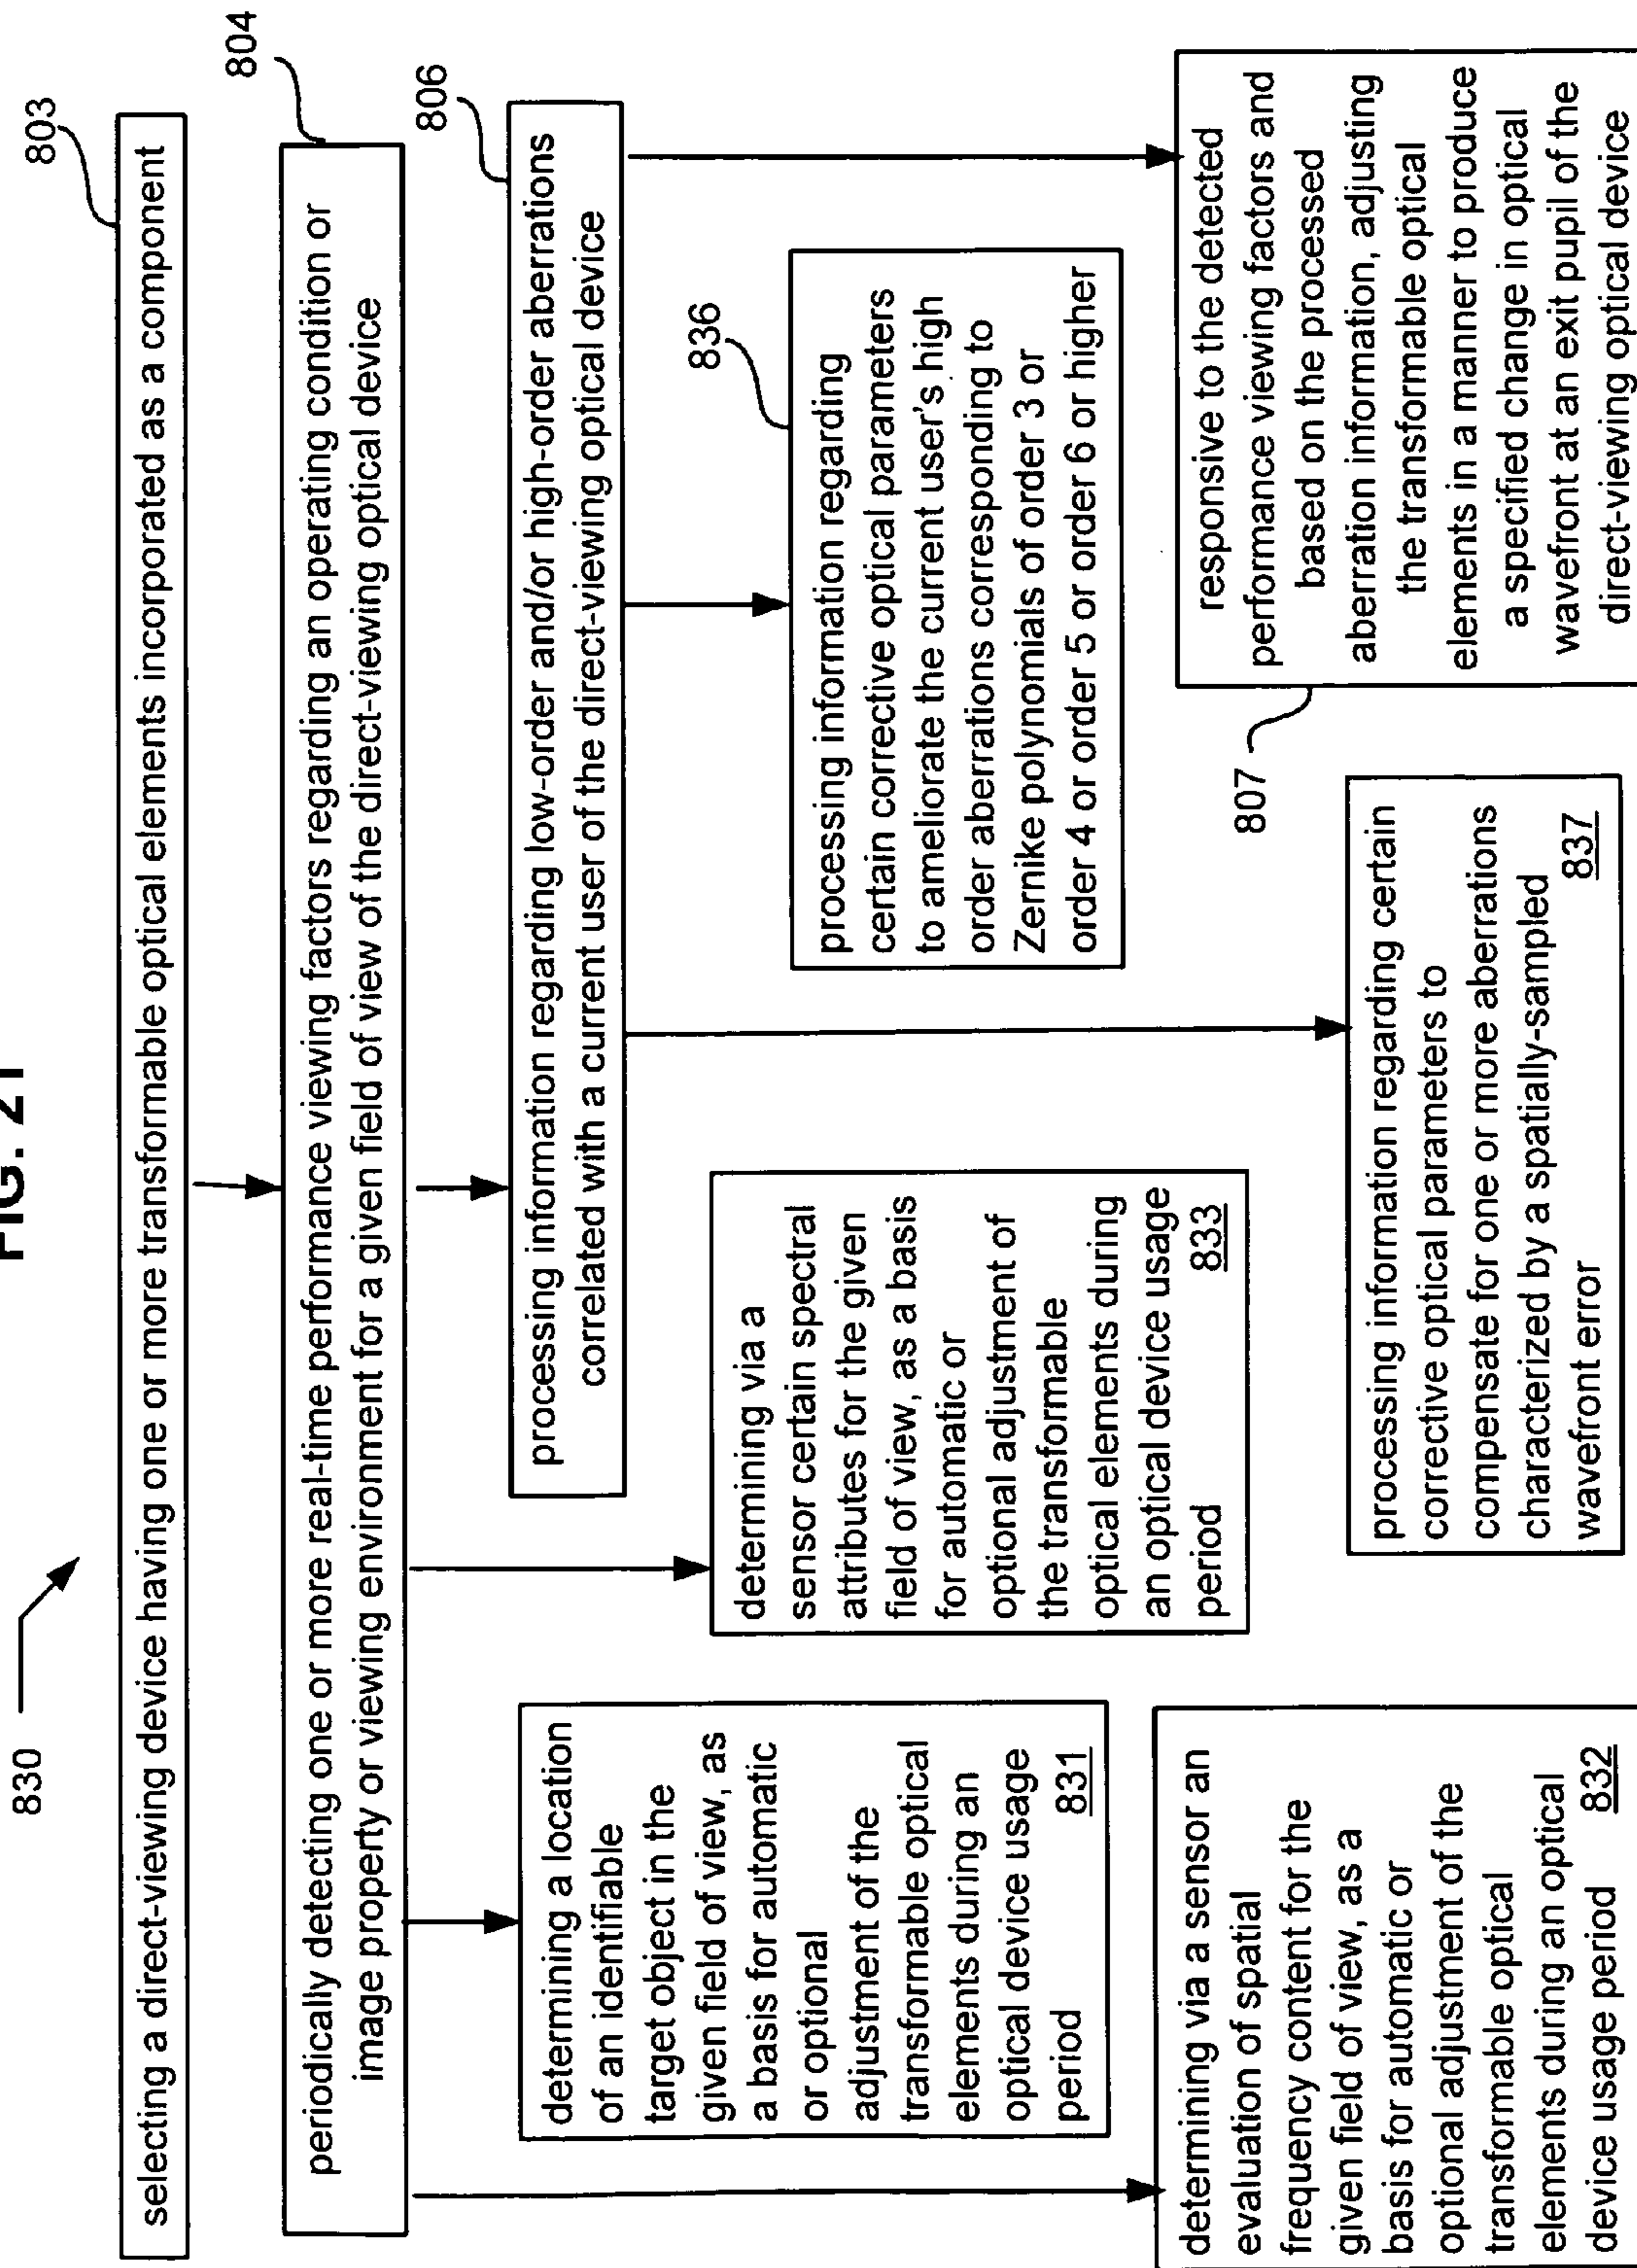 FIG. 21
830
803
selecting a direct-viewing device having one or more transformable optical elements incorporated as a component
804
periodically detecting one or more real-time performance viewing factors regarding an operating condition or
image property or viewing environment for a given field of view of the direct-viewing optical device
806
processing information regarding low-order and/or high-order aberrations
correlated with a current user of the direct-viewing optical device
determining a location
of an identifiable
target object in the
given field of view, as
a basis for automatic
or optional
adjustment of the
transformable optical
elements during an
optical device usage
period 831
determining via a sensor an
evaluation of spatial
frequency content for the
given field of view, as a
basis for automatic or
optional adjustment of the
transformable optical
elements during an optical
device usage period 832
determining via a
sensor certain spectral
attributes for the given
field of view, as a basis
for automatic or
optional adjustment of
the transformable
optical elements during
an optical device usage
period 833
836
processing information regarding
certain corrective optical parameters
to ameliorate the current user's high
order aberrations corresponding to
Zernike polynomials of order 3 or
order 4 or order 5 or order 6 or higher
processing information regarding certain
corrective optical parameters to
compensate for one or more aberrations
characterized by a spatially-sampled
wavefront error 837
807
responsive to the detected
performance viewing factors and
based on the processed
aberration information, adjusting
the transformable optical
elements in a manner to produce
a specified change in optical
wavefront at an exit pupil of the
direct-viewing optical device